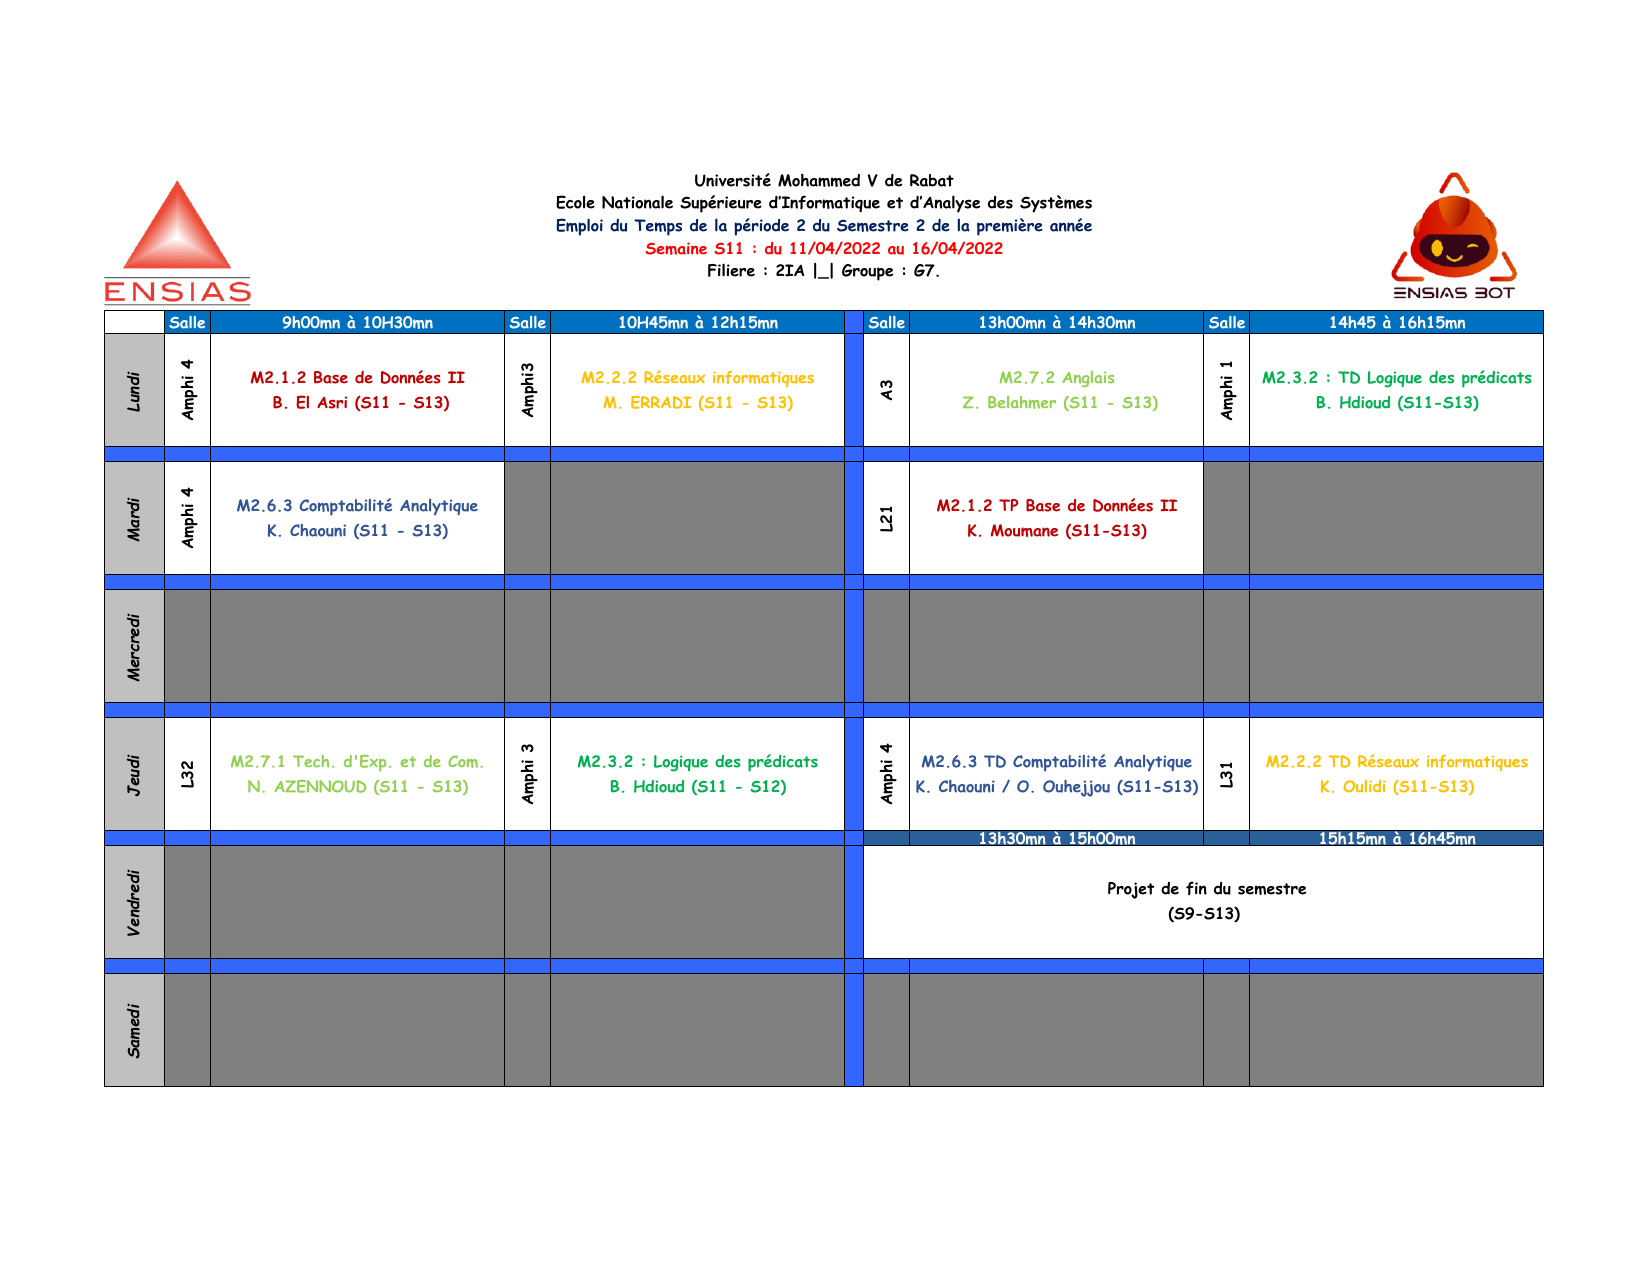 Université Mohammed V de Rabat
Ecole Nationale Supérieure d’Informatique et d’Analyse des Systèmes
Emploi du Temps de la période 2 du Semestre 2 de la première année
Semaine S11 : du 11/04/2022 au 16/04/2022
Filiere : 2IA |_| Groupe : G7.
ENSIAS
ENSIAS BOT
Salle 9h00mn à 10H30mn Salle 10H45mn à 12h15mn Salle 13h00mn à 14h30mn Salle 14h45 à 16h15mn
Lundi
Amphi 4
M2.1.2 Base de Données II
B. El Asri (S11 - S13)
Amphi3
M2.2.2 Réseaux informatiques
M. ERRADI (S11 - S13)
A3
M2.7.2 Anglais
Z. Belahmer (S11 - S13)
Amphi 1
M2.3.2 : TD Logique des prédicats
B. Hdioud (S11-S13)
Mardi
Amphi 4
M2.6.3 Comptabilité Analytique
K. Chaouni (S11 - S13)
L21
M2.1.2 TP Base de Données II
K. Moumane (S11-S13)
Mercredi
Jeudi
L32
M2.7.1 Tech. d'Exp. et de Com.
N. AZENNOUD (S11 - S13)
Amphi 3
M2.3.2 : Logique des prédicats
B. Hdioud (S11 - S12)
Amphi 4
M2.6.3 TD Comptabilité Analytique
K. Chaouni / O. Ouhejjou (S11-S13)
L31
M2.2.2 TD Réseaux informatiques
K. Oulidi (S11-S13)
13h30mn à 15h00mn 15h15mn à 16h45mn
Vendredi
Projet de fin du semestre
(S9-S13)
Samedi